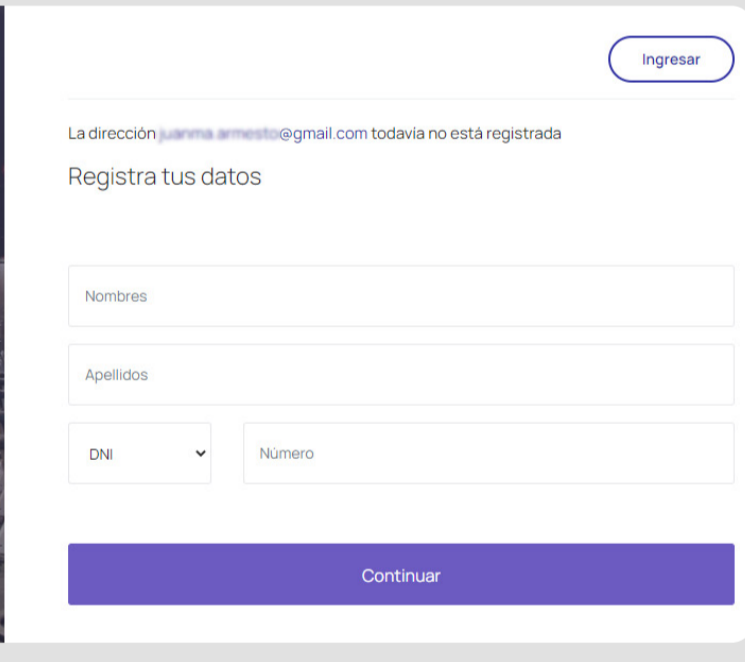 Ingresar
La dirección @gmail.com todavía no está registrada
Registra tus datos
Nombres
Apellidos
DNI
Número
Continuar